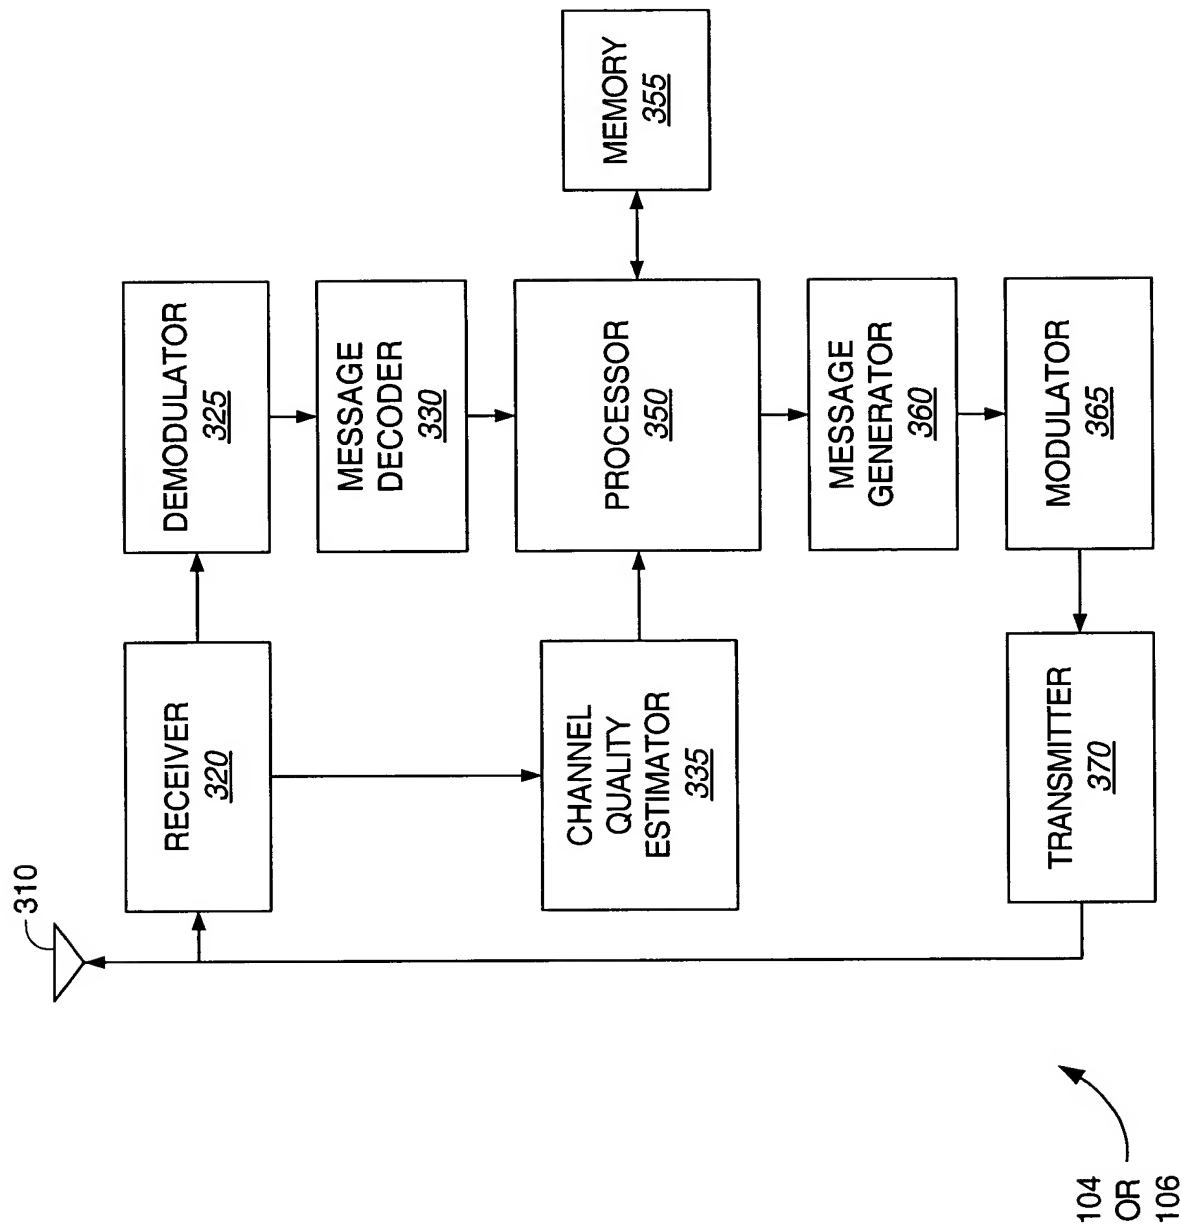 310
RECEIVER
320
DEMODULATOR
325
MESSAGE
DECODER
330
CHANNEL
QUALITY
ESTIMATOR
335
PROCESSOR
350
MEMORY
355
MESSAGE
GENERATOR
360
MODULATOR
365
TRANSMITTER
370
104
OR
106